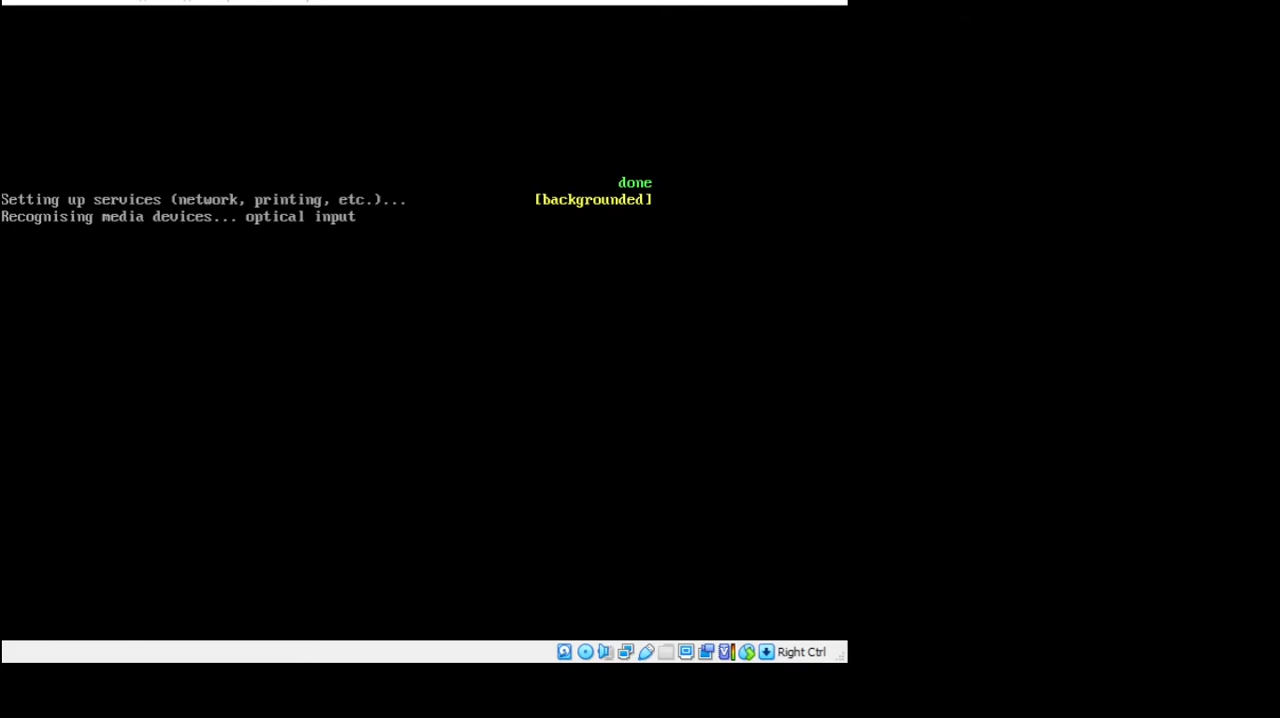 done
Setting up services (network, printing, etc.)... [backgrounded]
Recognising media devices... optical input
Right Ctrl